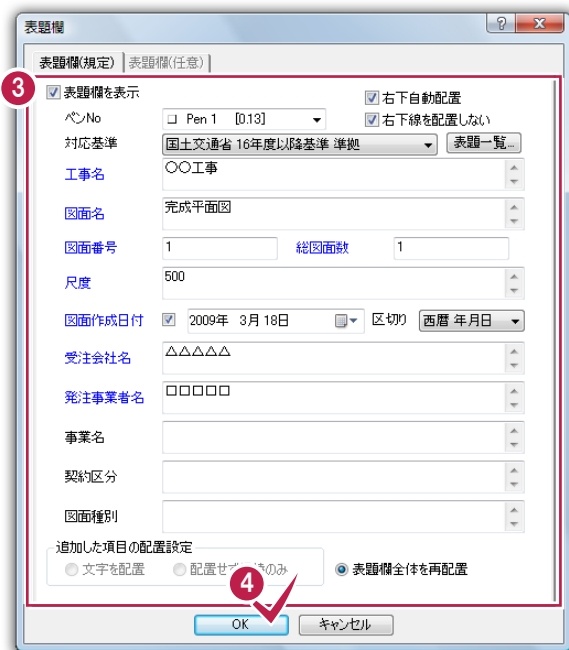 表題欄
表題欄(規定) 表題欄(任意)
3
表題欄を表示
右下自動配置
ペンNo Pen 1 [0.13]
右下線を配置しない
対応基準 国土交通省 16年度以降基準 準拠 表題一覧...
工事名 〇〇工事
図面名 完成平面図
図面番号 1 総図面数 1
尺度 500
図面作成日付 2009年 3月 18日 区切り 西暦 年月日
受注会社名 △△△△△
発注事業者名 □□□□□
事業名
契約区分
図面種別
追加した項目の配置設定
文字を配置 配置せず のみ 表題欄全体を再配置
4
OK キャンセル